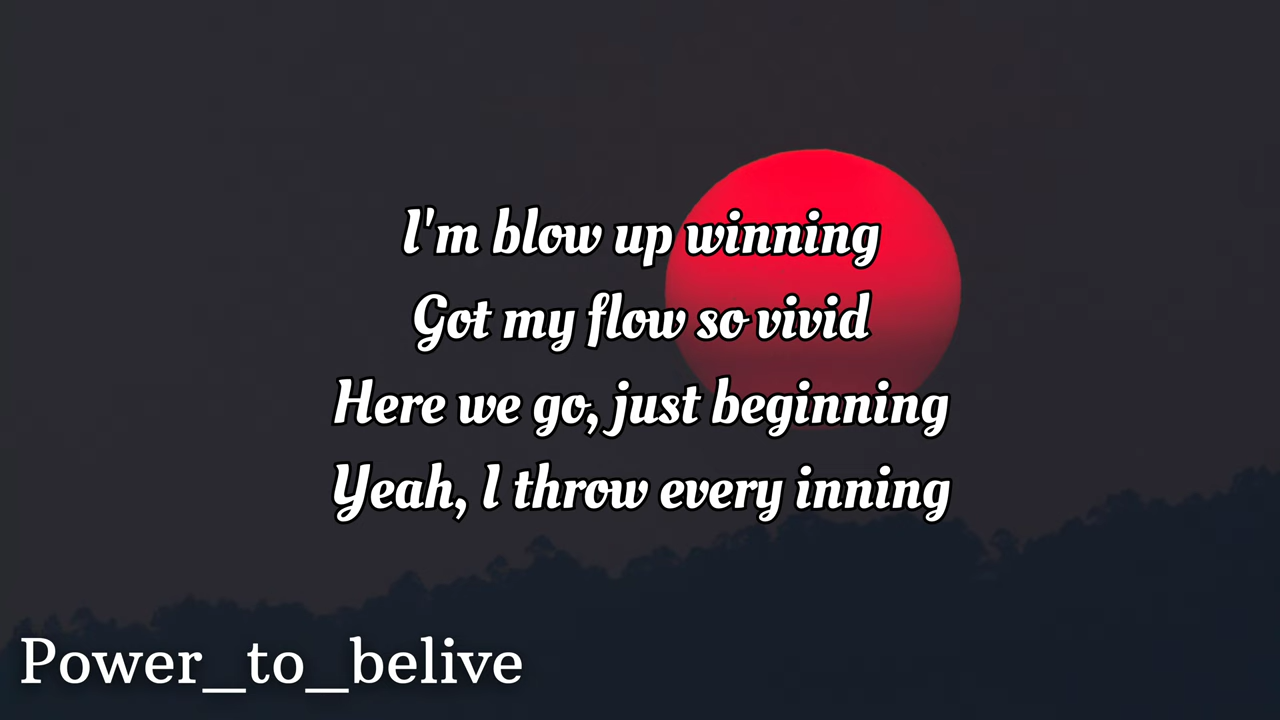 I'm blow up winning
Got my flow so vivid
Here we go, just beginning
Yeah, I throw every inning
Power_to_belive